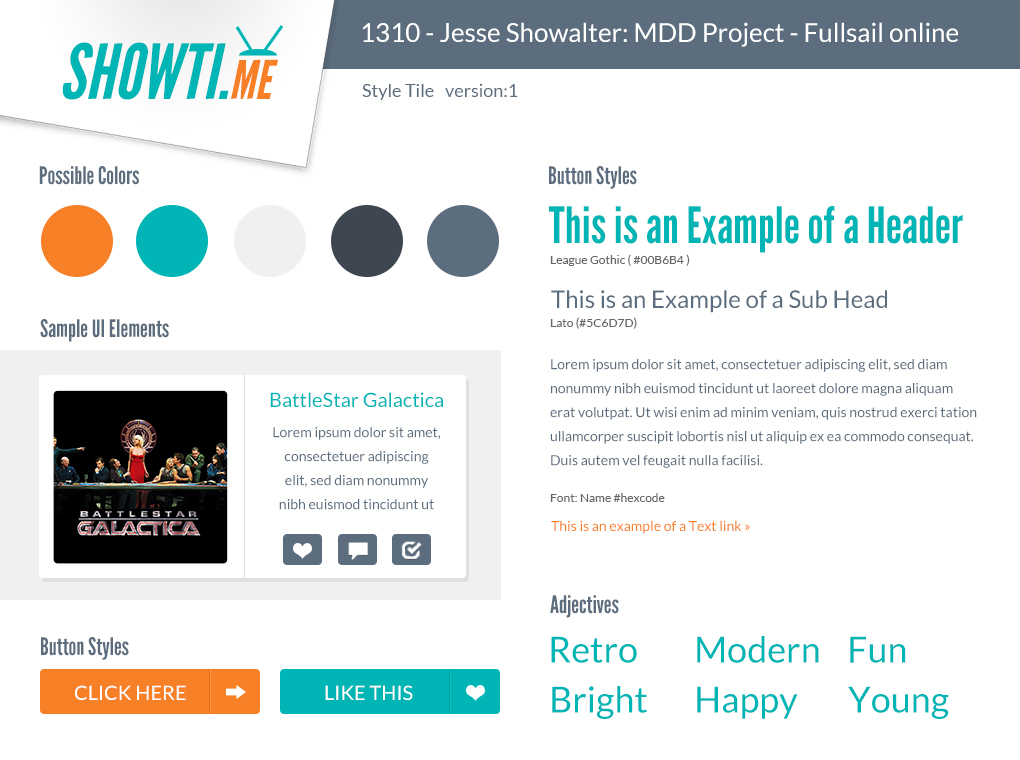 SHOWTI.ME
1310 - Jesse Showalter: MDD Project - Fullsail online
Style Tile version:1
Possible Colors
Sample UI Elements
BATTLESTAR
GALACTICA
BattleStar Galactica
Lorem ipsum dolor sit amet,
consectetuer adipiscing
elit, sed diam nonummy
nibh euismod tincidunt ut
Button Styles
CLICK HERE
LIKE THIS
Button Styles
This is an Example of a Header
League Gothic ( #00B6B4 )
This is an Example of a Sub Head
Lato (#5C6D7D)
Lorem ipsum dolor sit amet, consectetuer adipiscing elit, sed diam
nonummy nibh euismod tincidunt ut laoreet dolore magna aliquam
erat volutpat. Ut wisi enim ad minim veniam, quis nostrud exerci tation
ullamcorper suscipit lobortis nisl ut aliquip ex ea commodo consequat.
Duis autem vel feugait nulla facilisi.
Font: Name #hexcode
This is an example of a Text link »
Adjectives
Retro Modern Fun
Bright Happy Young